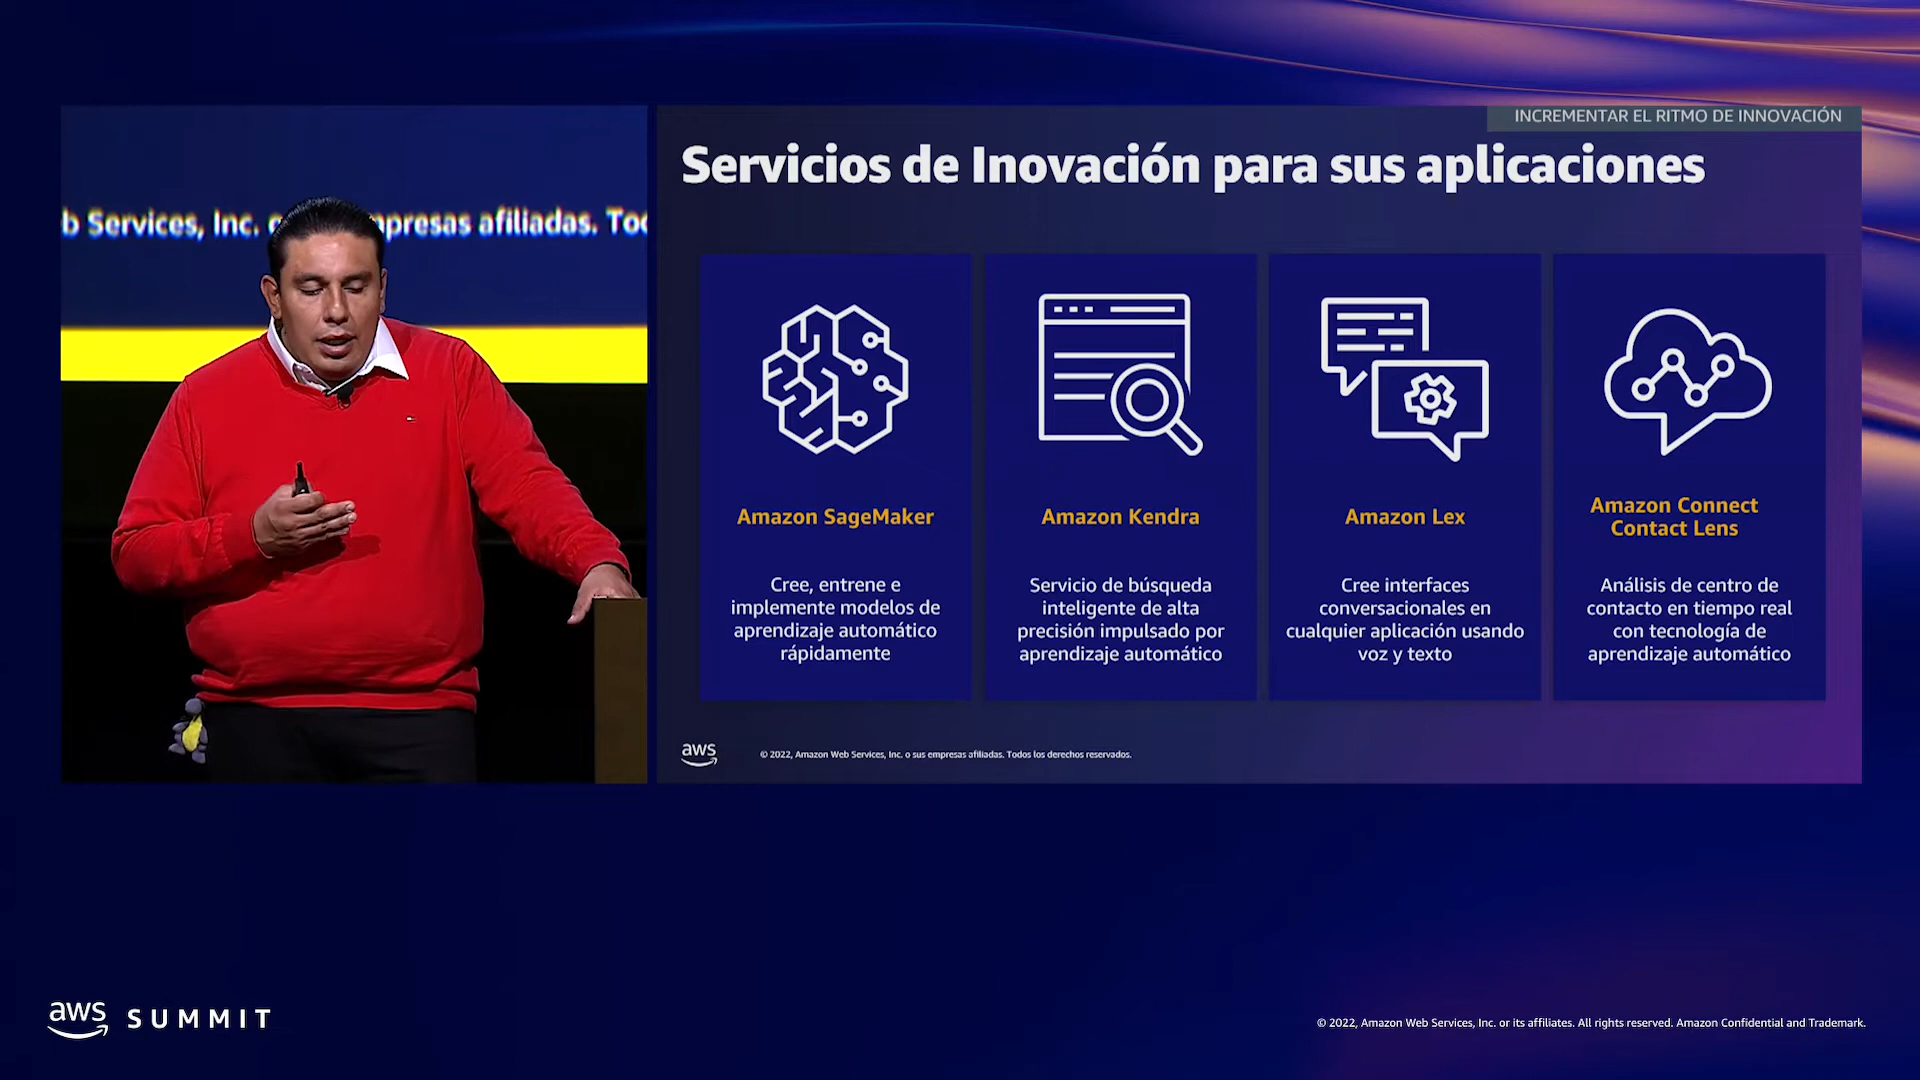 INCREMENTAR EL RITMO DE INNOVACIÓN
Servicios de Inovación para sus aplicaciones
b Services, Inc. o
presas afiliadas. Too
Amazon SageMaker
Cree, entrene e
implemente modelos de
aprendizaje automático
rápidamente
Amazon Kendra
Servicio de búsqueda
inteligente de alta
precisión impulsado por
aprendizaje automático
Amazon Lex
Cree interfaces
conversacionales en
cualquier aplicación usando
voz y texto
Amazon Connect
Contact Lens
Análisis de centro de
contacto en tiempo real
con tecnología de
aprendizaje automático
aws
© 2022, Amazon Web Services, Inc. o sus empresas afiliadas. Todos los derechos reservados.
aws SUMMIT
© 2022, Amazon Web Services, Inc. or its affiliates. All rights reserved. Amazon Confidential and Trademark.